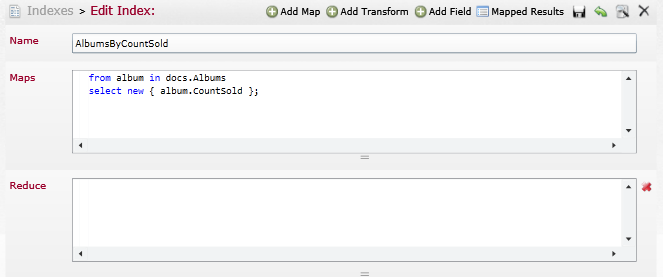 Indexes > Edit Index: Add Map Add Transform Add Field Mapped Results
Name AlbumsByCountSold
Maps from album in docs.Albums
select new { album.CountSold };
Reduce